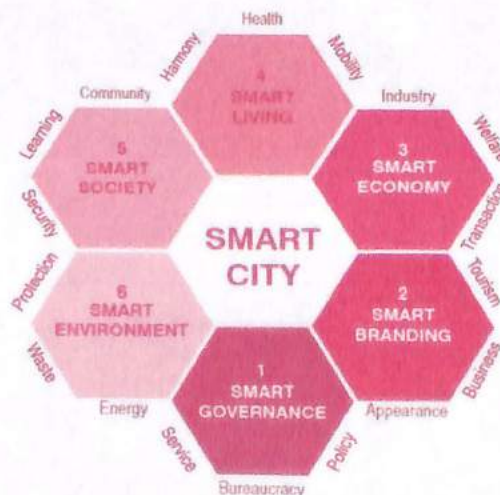 Health
Harmony
Mobility
4
SMART
LIVING
Community
Industry
Learning
Welfare
5
SMART
SOCIETY
3
SMART
ECONOMY
Security
Transaction
SMART
CITY
Protection
Tourism
6
SMART
ENVIRONMENT
2
SMART
BRANDING
Waste
Business
1
SMART
GOVERNANCE
Energy
Appearance
Service
Policy
Bureaucracy